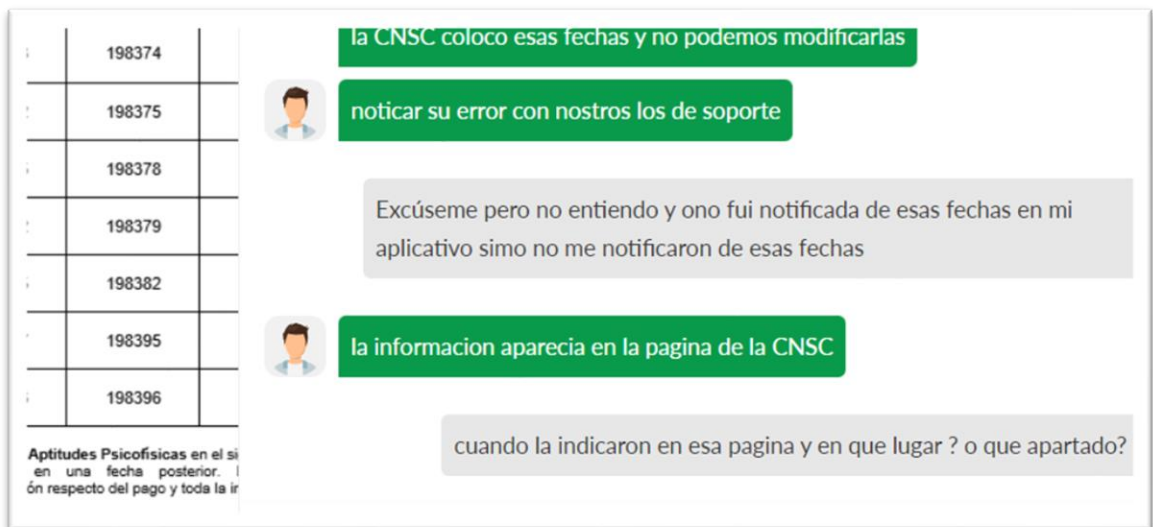 198374
198375
198378
198379
198382
198395
198396
Aptitudes Psicofísicas en el
en una fecha posterior.
respecto del pago y toda la
la CNSC coloco esas fechas y no podemos modificarlas
noticar su error con nostros los de soporte
Excúseme pero no entiendo y ono fui notificada de esas fechas en mi
aplicativo simo no me notificaron de esas fechas
la informacion aparecia en la pagina de la CNSC
cuando la indicaron en esa pagina y en que lugar ? o que apartado?